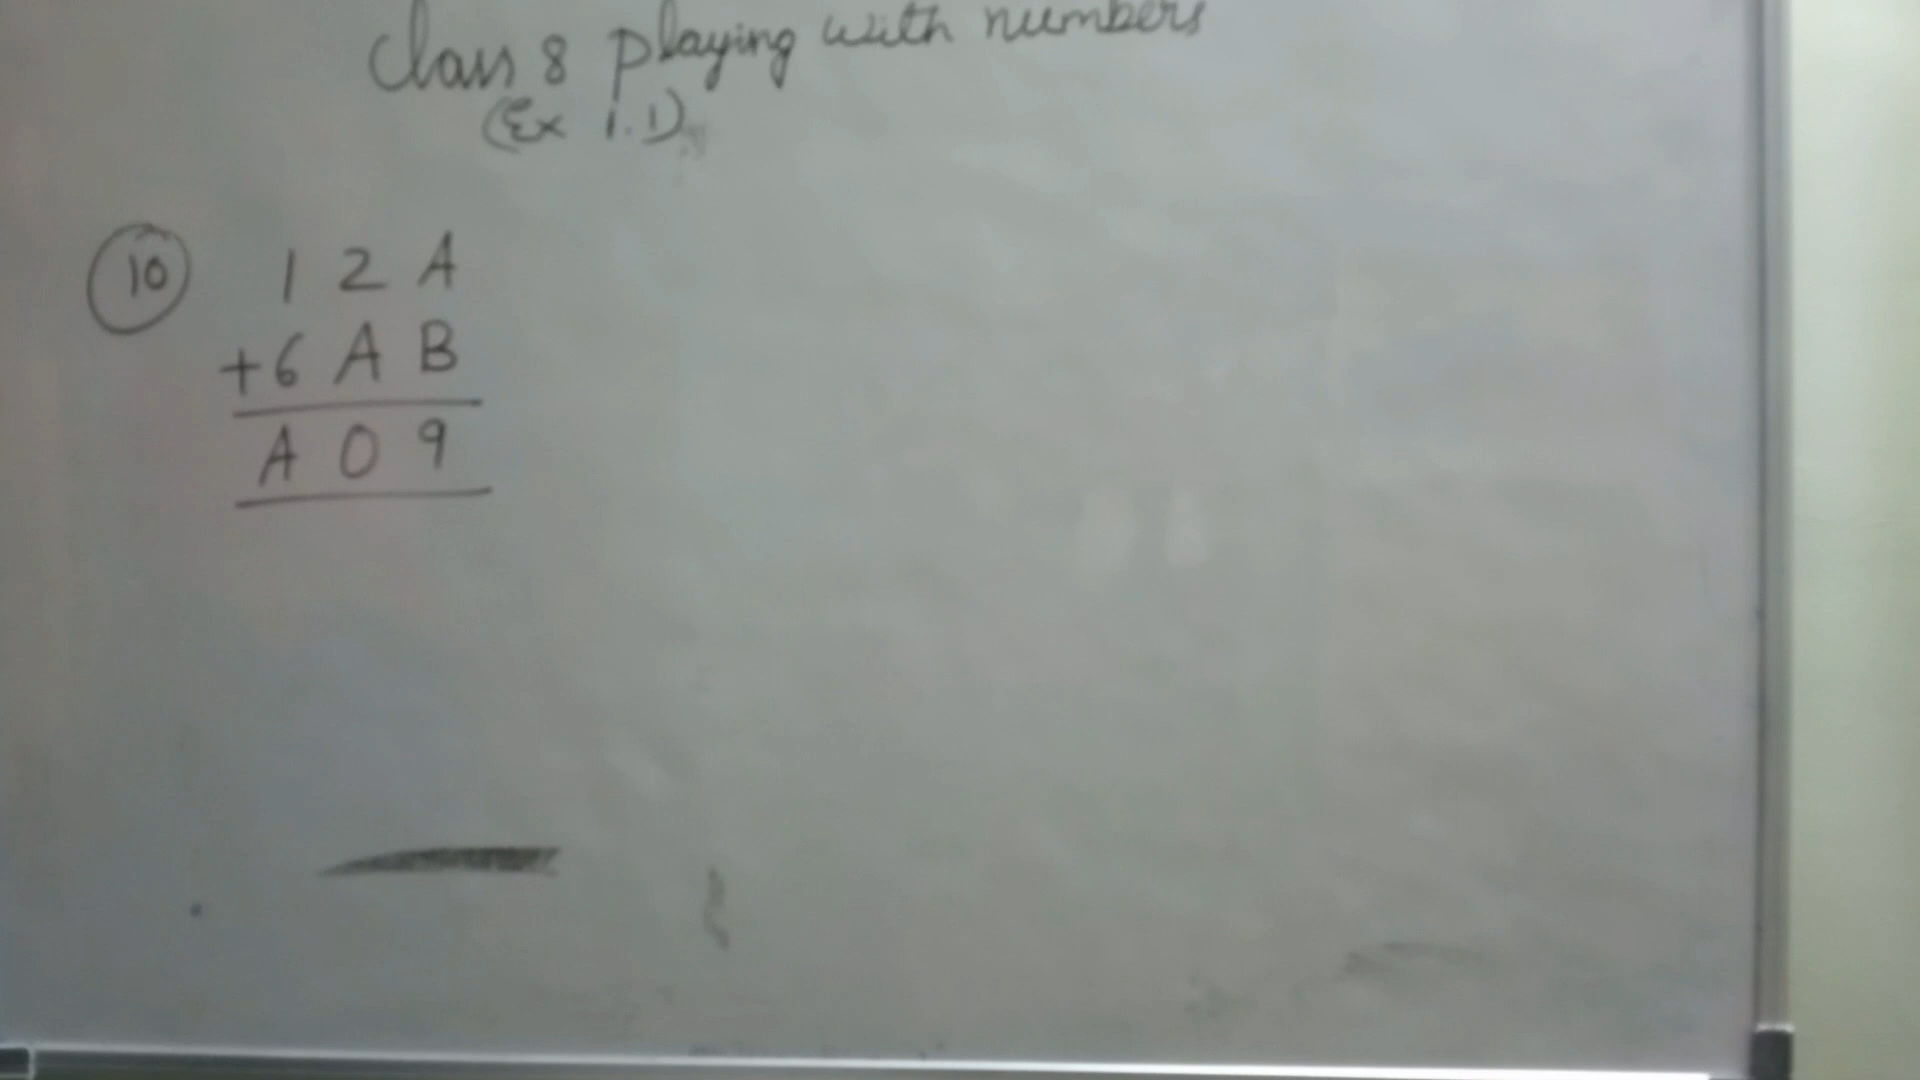 Class 8 playing with numbers
(Ex 1.1)
10 1 2 A
+6 A B
A 0 9